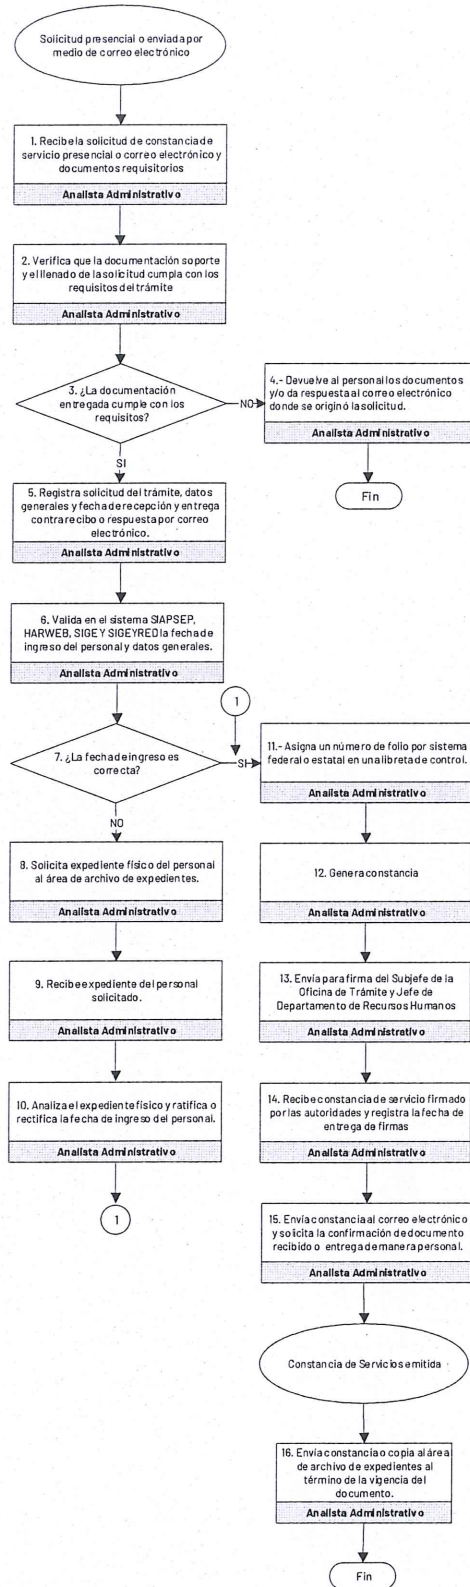 Solicitud presencial o enviada por
medio de correo electrónico
1. Recibe la solicitud de constancia de
servicio presencial o correo electrónico y
documentos requisitorios
Analista Administrativo
2. Verifica que la documentación soporte
y el llenado de la solicitud cumpla con los
requisitos del trámite
Analista Administrativo
3. ¿La documentación
entregada cumple con los
requisitos?
NO
4.- Devuelve al personal los documentos
y/o da respuesta al correo electrónico
donde se originó la solicitud.
Analista Administrativo
Fin
SI
5. Registra solicitud del trámite, datos
generales y fecha de recepción y entrega
contra recibo o respuesta por correo
electrónico.
Analista Administrativo
6. Valida en el sistema SIAPSEP,
HARWEB, SIGE Y SIGEYRED la fecha de
ingreso del personal y datos generales.
Analista Administrativo
1
7. ¿La fecha de ingreso es
correcta?
SI
NO
8. Solicita expediente físico del personal
al área de archivo de expedientes.
Analista Administrativo
9. Recibe expediente del personal
solicitado.
Analista Administrativo
10. Analiza el expediente físico y ratifica o
rectifica la fecha de ingreso del personal.
Analista Administrativo
1
11.- Asigna un número de folio por sistema
federal o estatal en una libreta de control.
Analista Administrativo
12. Genera constancia
Analista Administrativo
13. Envía para firma del Subjefe de la
Oficina de Trámite y Jefe de
Departamento de Recursos Humanos
Analista Administrativo
14. Recibe constancia de servicio firmado
por las autoridades y registra la fecha de
entrega de firmas
Analista Administrativo
15. Envía constancia al correo electrónico
y solicita la confirmación de documento
recibido o entrega de manera personal.
Analista Administrativo
Constancia de Servicios emitida
16. Envía constancia o copia al área
de archivo de expedientes al
término de la vigencia del
documento.
Analista Administrativo
Fin